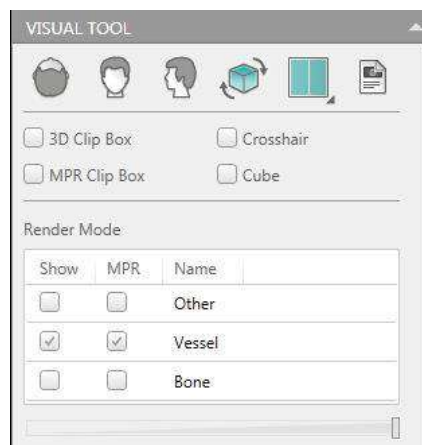 VISUAL TOOL
3D Clip Box Crosshair
MPR Clip Box Cube
Render Mode
Show MPR Name
Other
Vessel
Bone